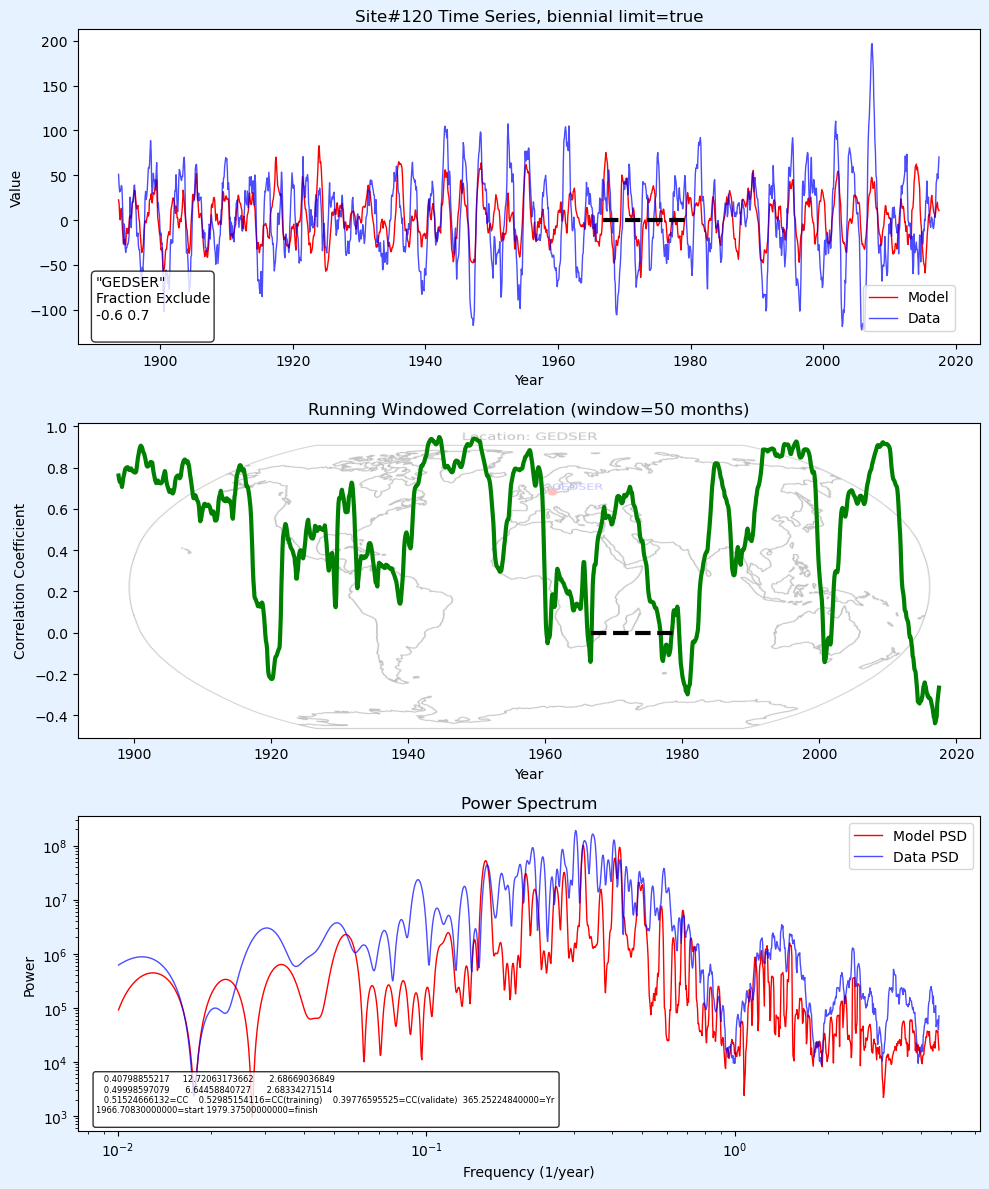 Site#120 Time Series, biennial limit=true
200
150
100
50
0
−50
−100
Value
"GEDSER"
Fraction Exclude
-0.6 0.7
Model
Data
1900
1920
1940
1960
1980
2000
2020
Year
Running Windowed Correlation (window=50 months)
Location: GEDSER
GEDSER
1.0
0.8
0.6
0.4
0.2
0.0
−0.2
−0.4
Correlation Coefficient
1900
1920
1940
1960
1980
2000
2020
Year
Power Spectrum
Model PSD
Data PSD
10^8
10^7
10^6
10^5
10^4
10^3
Power
0.40798855217 12.72063173662 2.68669036849
0.49998597079 6.64458840727 2.68334271514
0.51524666132=CC 0.52985154116=CC(training) 0.39776595525=CC(validate) 365.25224840000=Yr
1966.70830000000=start 1979.37500000000=finish
10^−2
10^−1
10^0
Frequency (1/year)